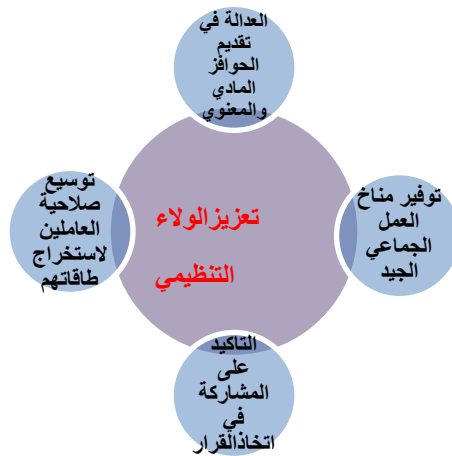 العدالة في
تقديم
الحوافز
المادي
والمعنوي
توفير مناخ
العمل
الجماعي
الجيد
التاكيد
على
المشاركة
في
اتخاذالقرار
توسيع
صلاحية
العاملين
لاستخراج
طاقاتهم
تعزيزالولاء
التنظيمي